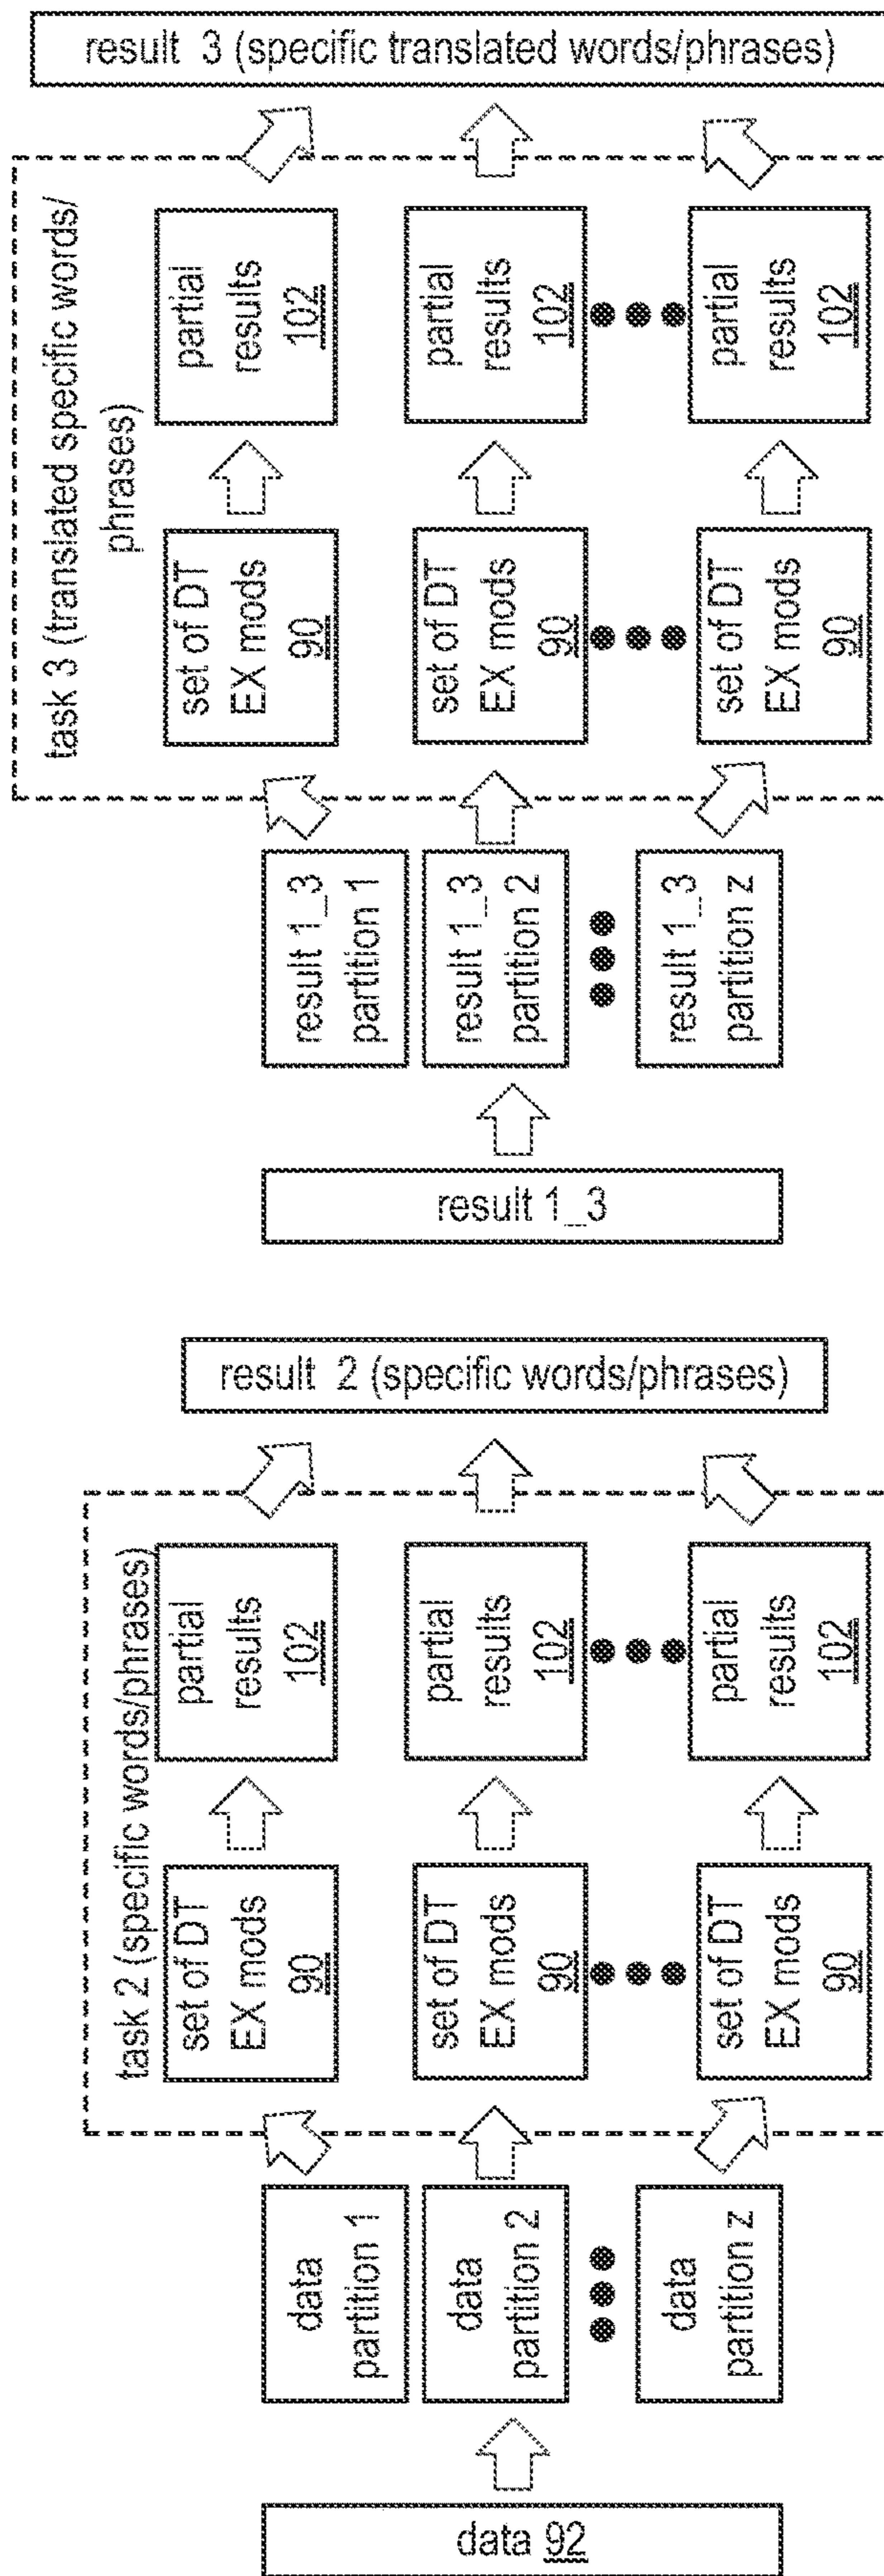 data 92
data
partition 1
data
partition 2
data
partition z
task 2 (specific words/phrases)
set of DT
EX mods
90
partial
results
102
set of DT
EX mods
90
partial
results
102
set of DT
EX mods
90
partial
results
102
result 2 (specific words/phrases)
result 1_3
result 1_3
partition 1
result 1_3
partition 2
result 1_3
partition z
task 3 (translated specific words/
phrases)
set of DT
EX mods
90
partial
results
102
set of DT
EX mods
90
partial
results
102
set of DT
EX mods
90
partial
results
102
result 3 (specific translated words/phrases)